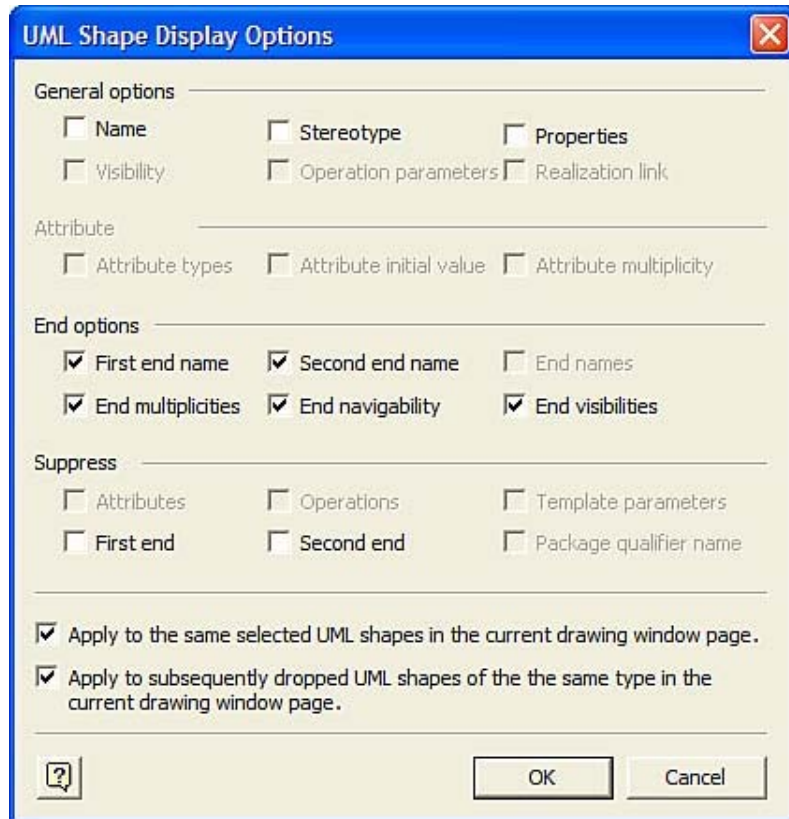 UML Shape Display Options
General options
Name Stereotype Properties
Visibility Operation parameters Realization link
Attribute
Attribute types Attribute initial value Attribute multiplicity
End options
First end name Second end name End names
End multiplicities End navigability End visibilities
Suppress
Attributes Operations Template parameters
First end Second end Package qualifier name
Apply to the same selected UML shapes in the current drawing window page.
Apply to subsequently dropped UML shapes of the the same type in the
current drawing window page.
? OK Cancel